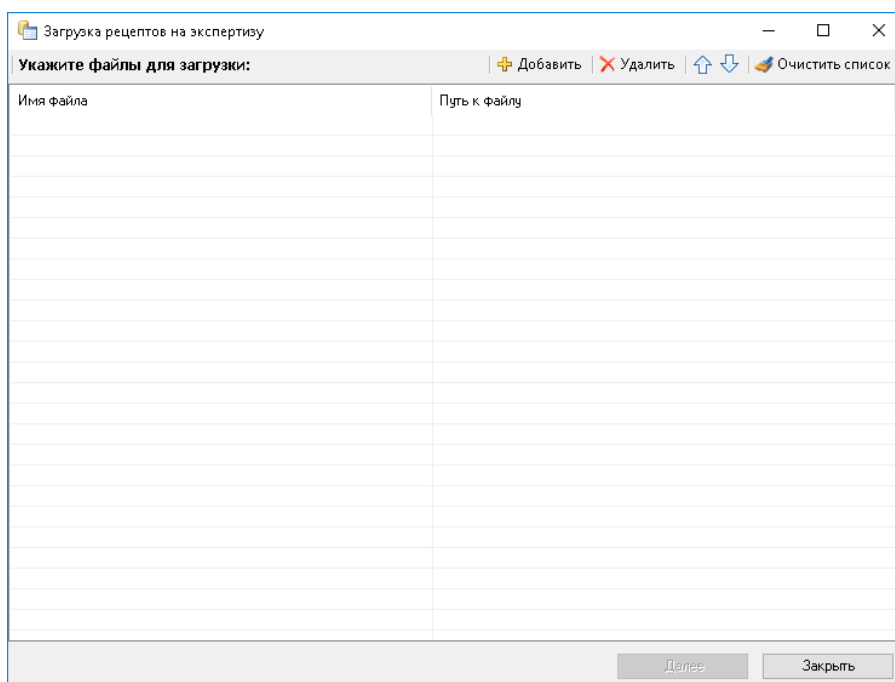 Загрузка рецептов на экспертизу
Укажите файлы для загрузки: Добавить Удалить Очистить список
Имя файла Путь к файлу
Далее Закрыть